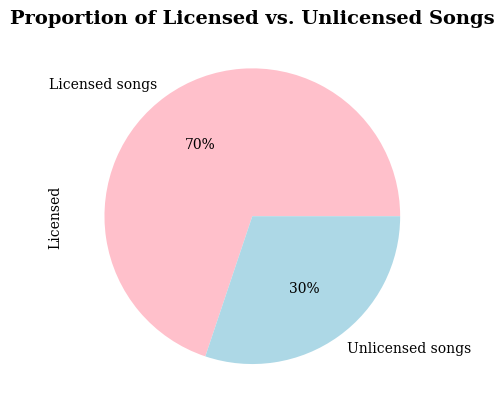 Proportion of Licensed vs. Unlicensed Songs
Licensed songs
70%
Licensed
30%
Unlicensed songs